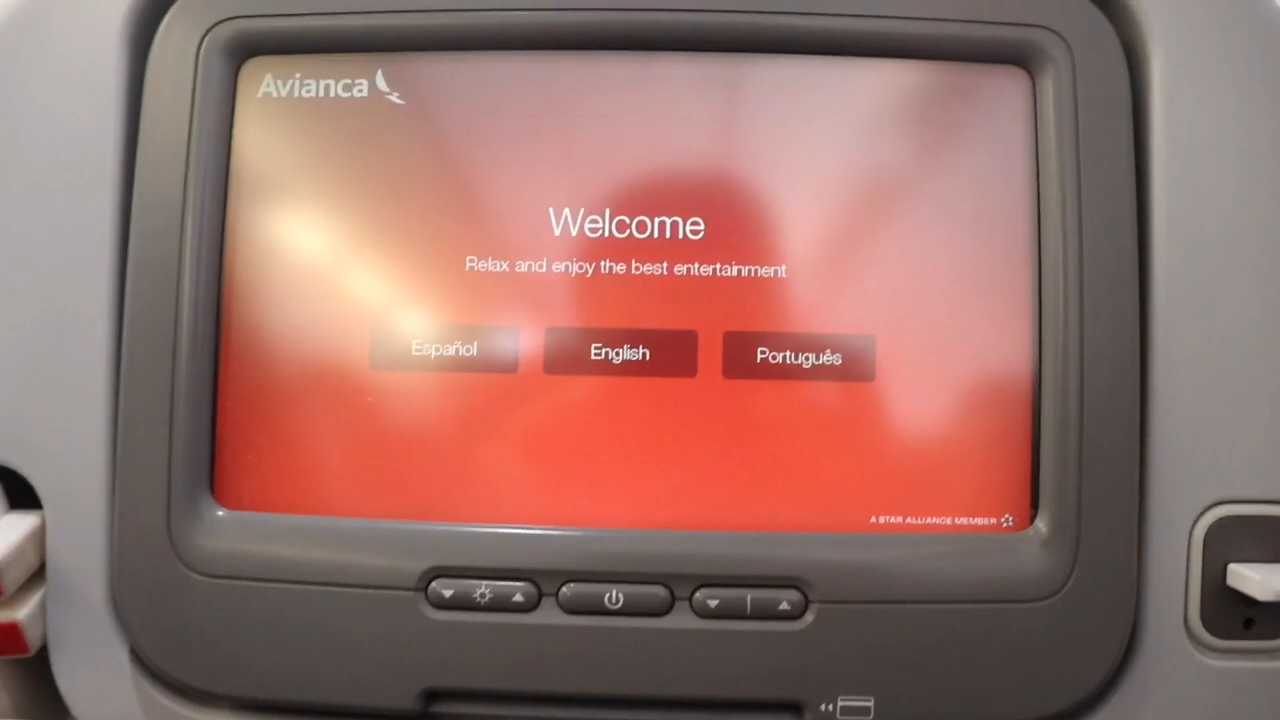 Avianca
Welcome
Relax and enjoy the best entertainment
Español
English
Português
A STAR ALLIANCE MEMBER